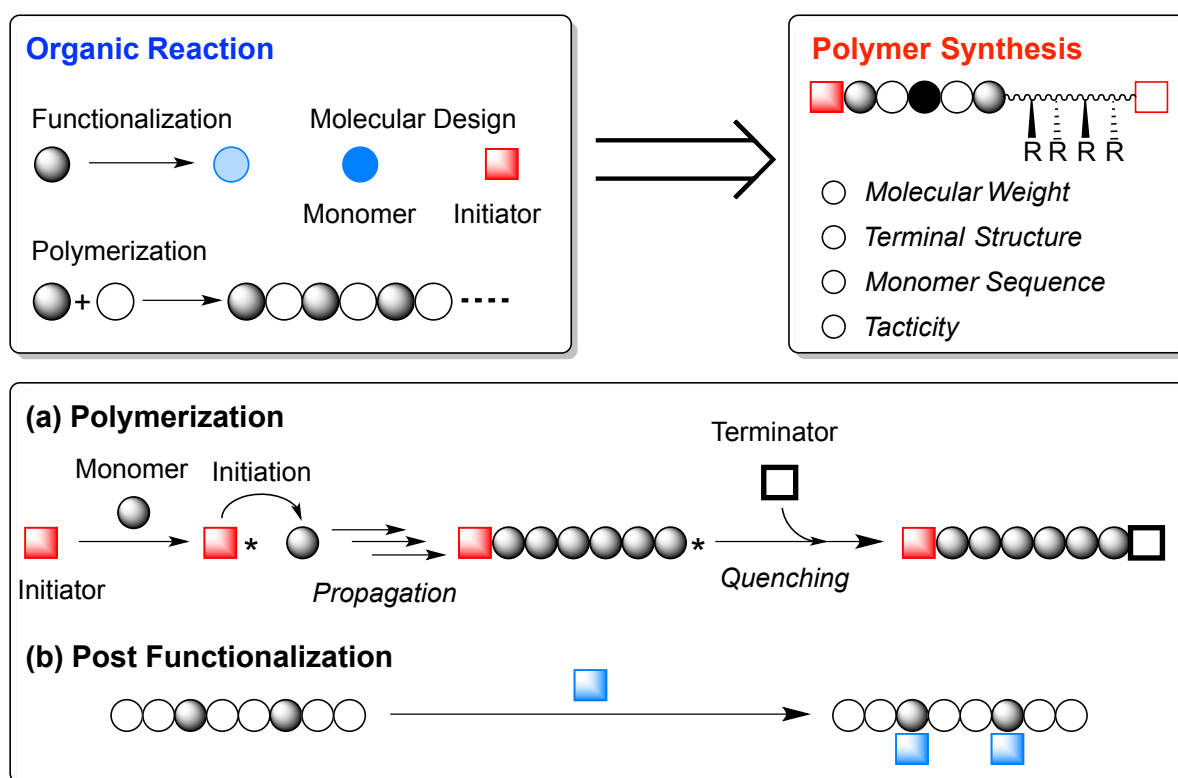 Organic Reaction
Functionalization
Molecular Design
Monomer
Initiator
Polymerization
+
Polymer Synthesis
R R R R
Molecular Weight
Terminal Structure
Monomer Sequence
Tacticity
(a) Polymerization
Monomer
Initiation
Terminator
*
*
Initiator
Propagation
Quenching
(b) Post Functionalization